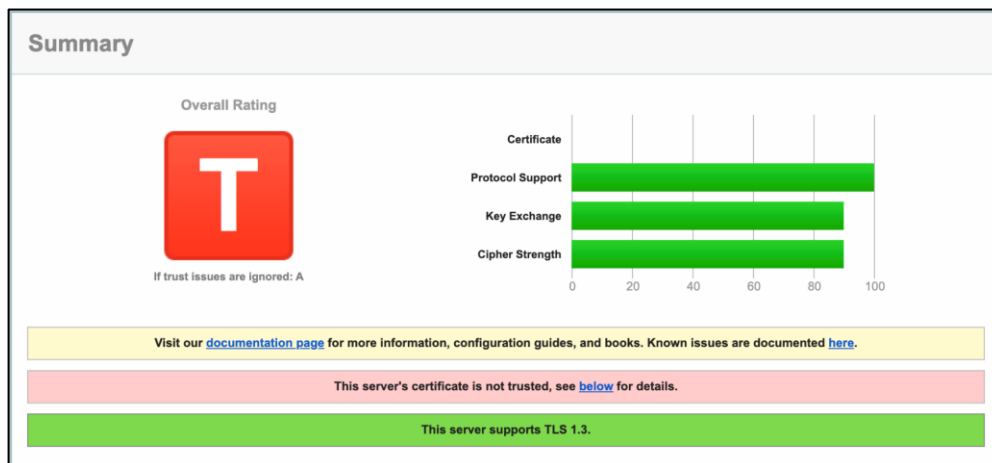 Summary
Overall Rating
T
If trust issues are ignored: A
Certificate
Protocol Support
Key Exchange
Cipher Strength
0 20 40 60 80 100
Visit our documentation page for more information, configuration guides, and books. Known issues are documented here.
This server's certificate is not trusted, see below for details.
This server supports TLS 1.3.